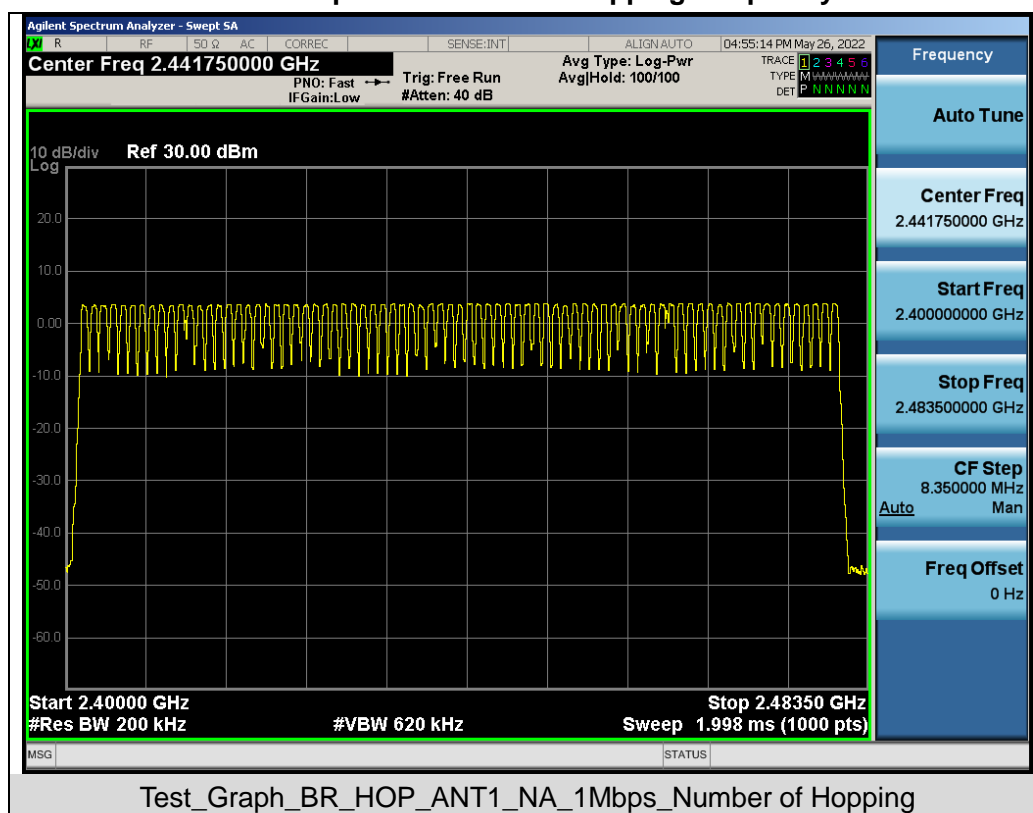 Agilent Spectrum Analyzer - Swept SA
LXI R RF 50 Ω AC CORREC SENSE:INT ALIGN AUTO 04:55:14 PM May 26, 2022
Center Freq 2.441750000 GHz
PNO: Fast
IFGain:Low
Trig: Free Run
#Atten: 40 dB
Avg Type: Log-Pwr
Avg|Hold: 100/100
TRACE 1 2 3 4 5 6
TYPE M WWWWW
DET P N N N N N
Frequency
Auto Tune
Center Freq
2.441750000 GHz
Start Freq
2.400000000 GHz
Stop Freq
2.483500000 GHz
CF Step
8.350000 MHz
Auto Man
Freq Offset
0 Hz
10 dB/div Ref 30.00 dBm
Log
20.0
10.0
0.00
-10.0
-20.0
-30.0
-40.0
-50.0
-60.0
Start 2.40000 GHz Stop 2.48350 GHz
#Res BW 200 kHz #VBW 620 kHz Sweep 1.998 ms (1000 pts)
MSG STATUS
Test_Graph_BR_HOP_ANT1_NA_1Mbps_Number of Hopping